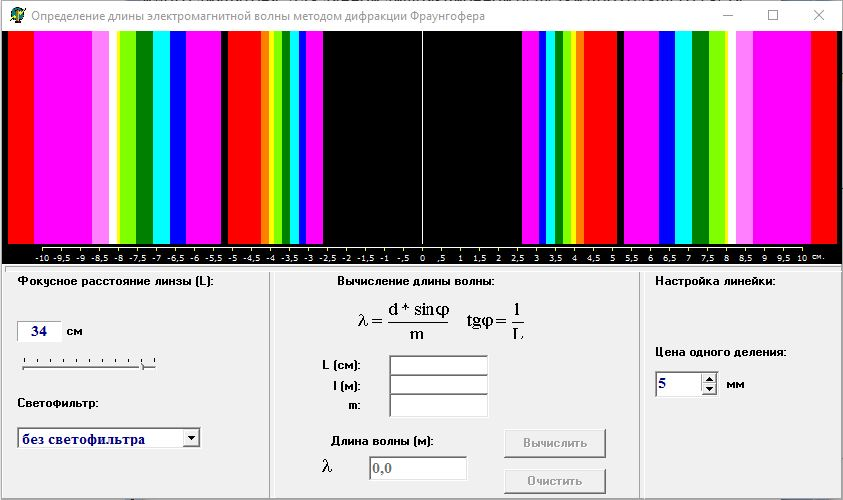 Определение длины электромагнитной волны методом дифракции Фраунгофера
-10 -9,5 -9 -8,5 -8 -7,5 -7 -6,5 -6 -5,5 -5 -4,5 -4 -3,5 -3 -2,5 -2 -1,5 -1 -,5 0 ,5 1 1,5 2 2,5 3 3,5 4 4,5 5 5,5 6 6,5 7 7,5 8 8,5 9 9,5 10 см.
Фокусное расстояние линзы (L):
34 см
Светофильтр:
без светофильтра
Вычисление длины волны:
λ = d * sinφ / m tgφ = l / L
L (см):
l (м):
m:
Длина волны (м):
λ 0,0
Вычислить
Очистить
Настройка линейки:
Цена одного деления:
5 мм